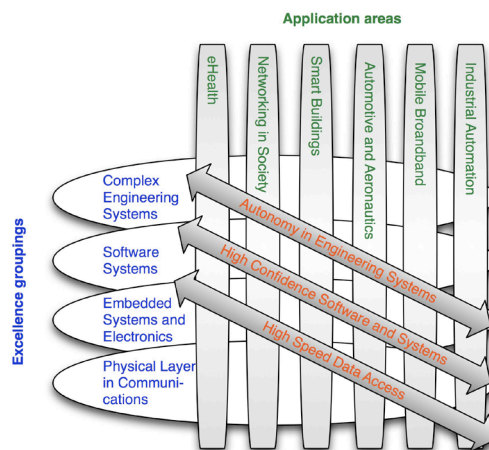 Application areas
eHealth
Networking in Society
Smart Buildings
Automotive and Aeronautics
Mobile Broandband
Industrial Automation
Excellence groupings
Complex
Engineering
Systems
Software
Systems
Embedded
Systems and
Electronics
Physical Layer
in Communi-
cations
Autonomy in Engineering Systems
High Confidence Software and Systems
High Speed Data Access